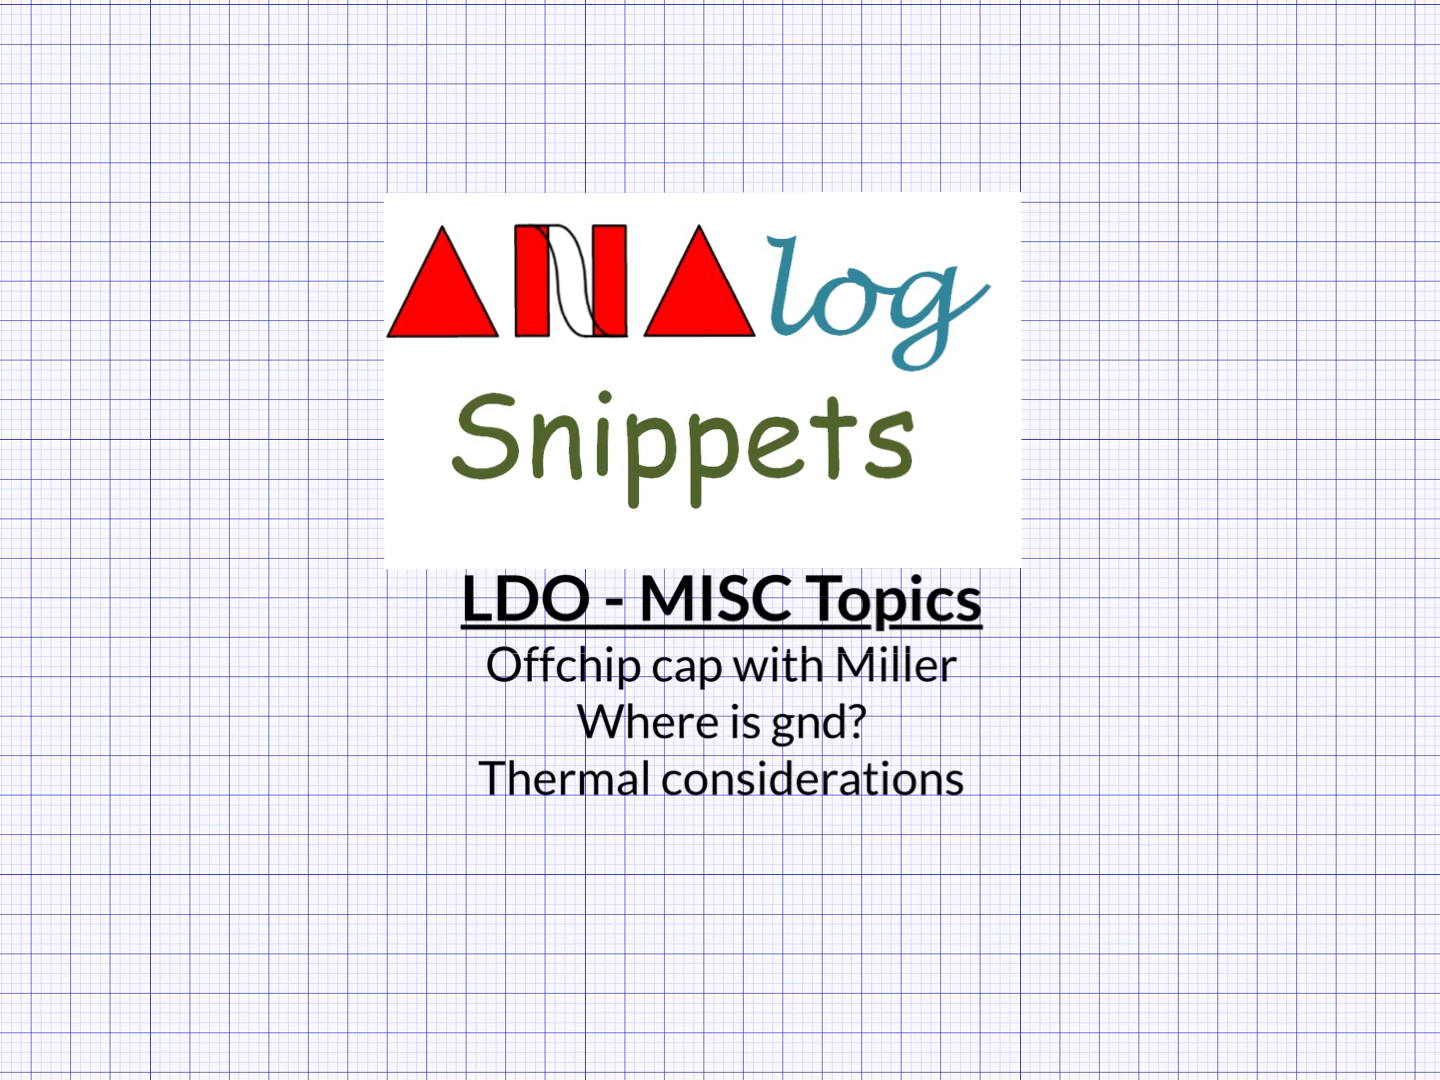 ANAlog
Snippets
LDO - MISC Topics
Offchip cap with Miller
Where is gnd?
Thermal considerations